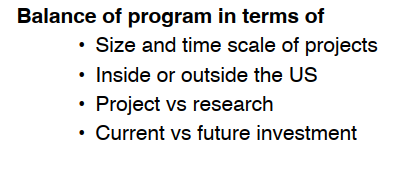 Balance of program in terms of
• Size and time scale of projects
• Inside or outside the US
• Project vs research
• Current vs future investment